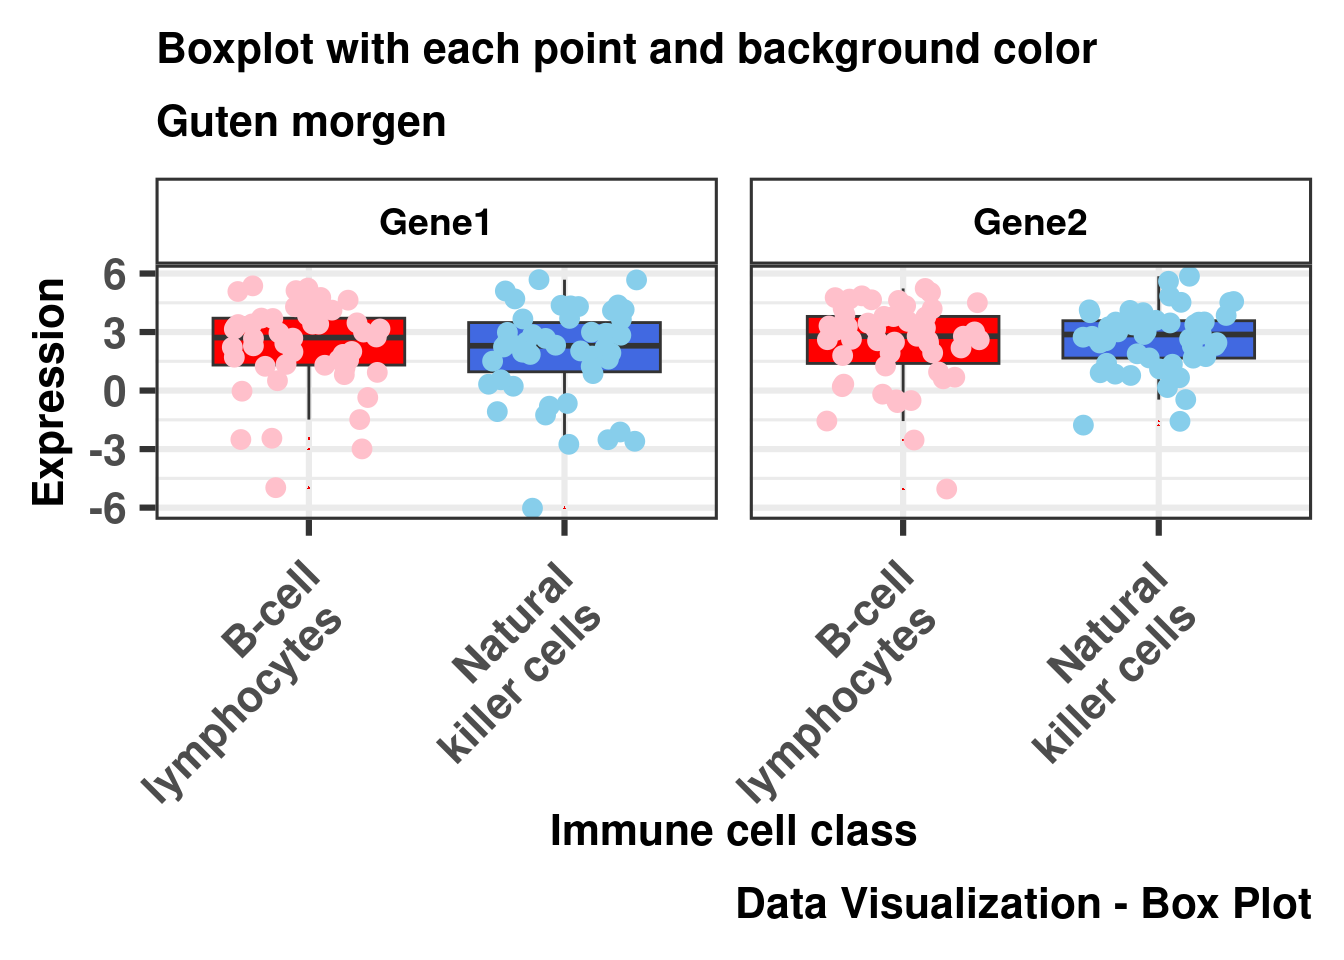 Boxplot with each point and background color
Guten morgen
Gene1
Gene2
Expression
6
3
0
-3
-6
B-cell
lymphocytes
Natural
killer cells
B-cell
lymphocytes
Natural
killer cells
Immune cell class
Data Visualization - Box Plot